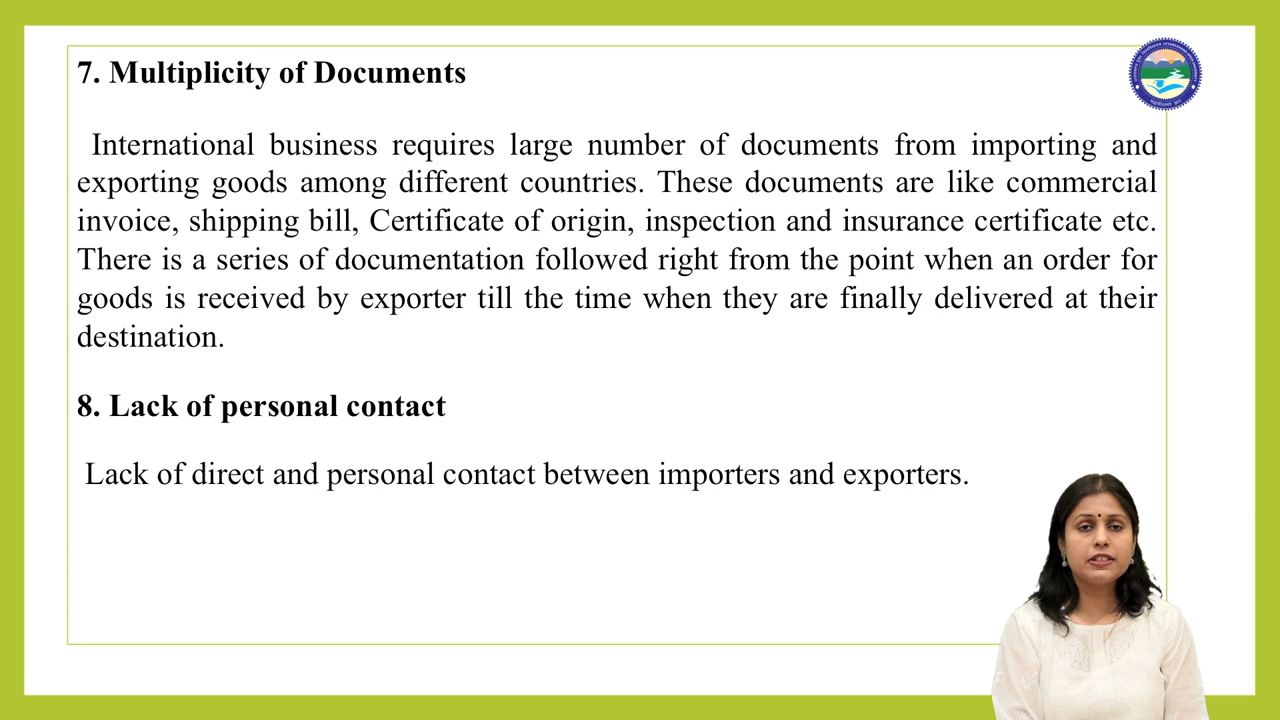 7. Multiplicity of Documents
International business requires large number of documents from importing and
exporting goods among different countries. These documents are like commercial
invoice, shipping bill, Certificate of origin, inspection and insurance certificate etc.
There is a series of documentation followed right from the point when an order for
goods is received by exporter till the time when they are finally delivered at their
destination.
8. Lack of personal contact
Lack of direct and personal contact between importers and exporters.